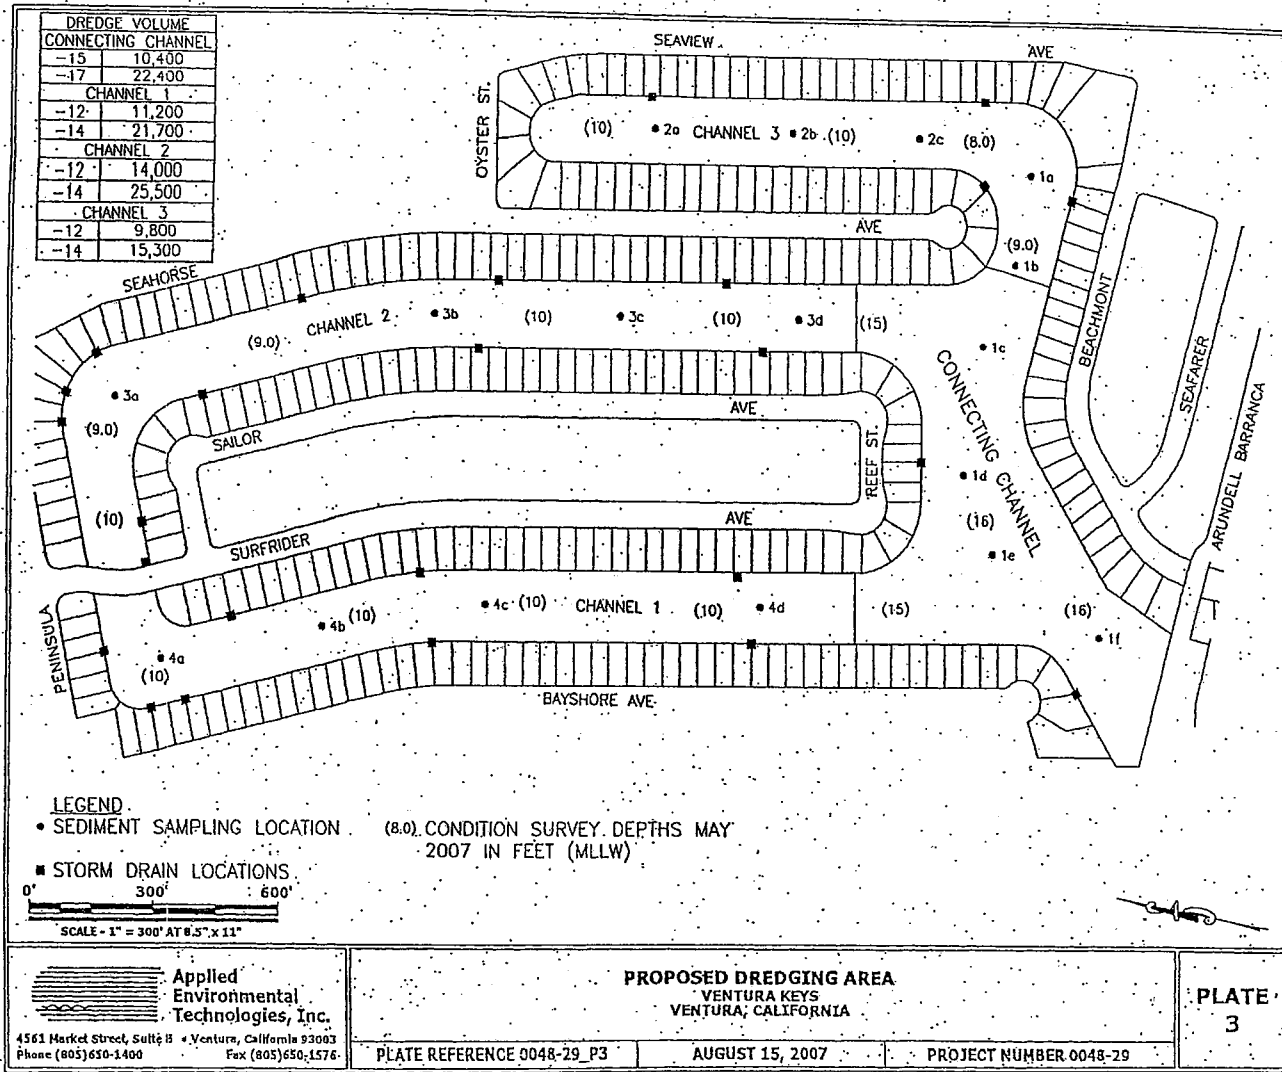 DREDGE VOLUME
CONNECTING CHANNEL
-15 10,400
-17 22,400
CHANNEL 1
-12 11,200
-14 21,700
CHANNEL 2
-12 14,000
-14 25,500
CHANNEL 3
-12 9,800
-14 15,300
SEAVIEW AVE
OYSTER ST.
(10) 2a CHANNEL 3 2b (10) 2c (8.0)
1a
AVE
(9.0)
1b
SEAHORSE
CHANNEL 2 3b (10) 3c (10) 3d (15)
(9.0)
1c
BEACHMONT
SEAFARER
ARUNDELL BARRANCA
CONNECTING CHANNEL
3a
(9.0)
AVE
SAILOR
REEF ST.
1d
(10)
(16)
AVE
SURFRIDER
1e
PENINSULA
4c (10) CHANNEL 1 (10) 4d (15) (16)
4b (10)
1f
4a
(10)
BAYSHORE AVE
LEGEND
SEDIMENT SAMPLING LOCATION
(8.0) CONDITION SURVEY DEPTHS MAY
2007 IN FEET (MLLW)
STORM DRAIN LOCATIONS
0' 300' 600'
SCALE - 1" = 300' AT 8.5" X 11"
Applied
Environmental
Technologies, Inc.
4561 Market Street, Suite B • Ventura, California 93003
Phone (805)650-1400 Fax (805)650-1576
PROPOSED DREDGING AREA
VENTURA KEYS
VENTURA, CALIFORNIA
PLATE REFERENCE 0048-29_P3
AUGUST 15, 2007
PROJECT NUMBER 0048-29
PLATE
3